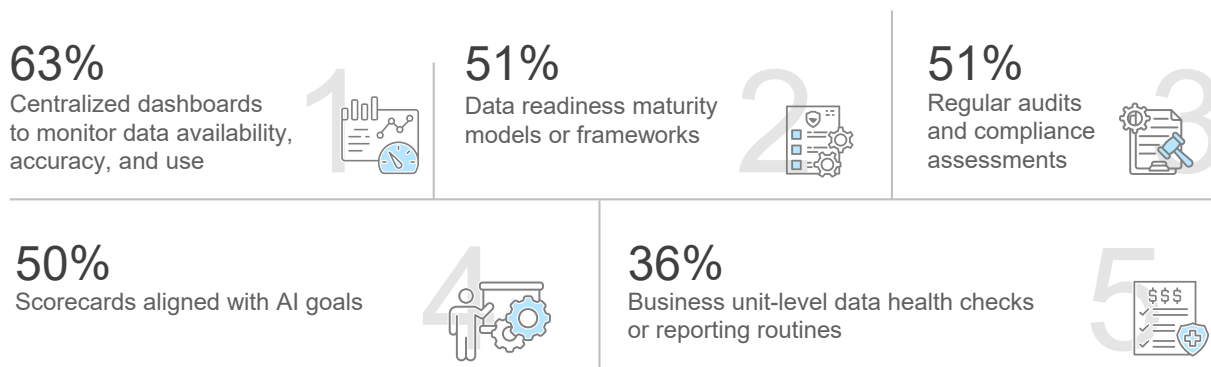 63%
Centralized dashboards
to monitor data availability,
accuracy, and use
1
51%
Data readiness maturity
models or frameworks
2
51%
Regular audits
and compliance
assessments
3
50%
Scorecards aligned with AI goals
4
36%
Business unit-level data health checks
or reporting routines
5
$$$